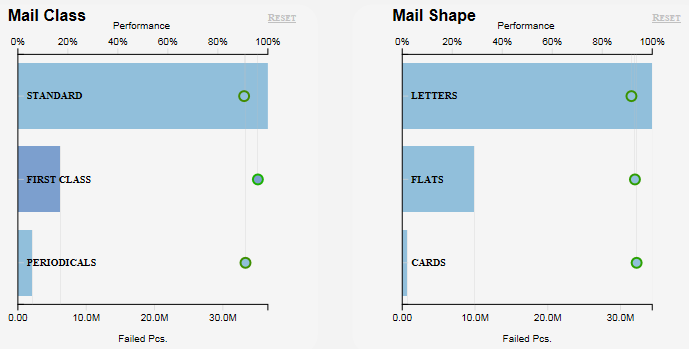 Mail Class
Reset
Performance
0% 20% 40% 60% 80% 100%
STANDARD
FIRST CLASS
PERIODICALS
0.00 10.0M 20.0M 30.0M
Failed Pcs.
Mail Shape
Reset
Performance
0% 20% 40% 60% 80% 100%
LETTERS
FLATS
CARDS
0.00 10.0M 20.0M 30.0M
Failed Pcs.